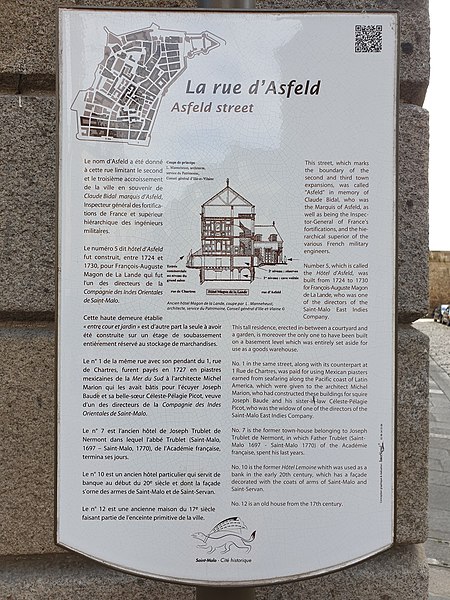 La rue d'Asfeld
Asfeld street
Le nom d'Asfeld a été donné
à cette rue limitant le second
et le troisième accroissement
de la ville en souvenir de
Claude Bidal marquis d'Asfeld,
Inspecteur général des fortifica-
tions de France et supérieur
hiérarchique des ingénieurs
militaires.
Le numéro 5 dit hôtel d'Asfeld
fut construit, entre 1724 et
1730, pour François-Auguste
Magon de La Lande qui fut
l'un des directeurs de la
Compagnie des Indes Orientales
de Saint-Malo.
Cette haute demeure établie
« entre cour et jardin » est d'autre part la seule à avoir
été construite sur un étage de soubassement
entièrement réservé au stockage de marchandises.
Le n° 1 de la même rue avec son pendant du 1, rue
de Chartres, furent payés en 1727 en piastres
mexicaines de la Mer du Sud à l'architecte Michel
Marion qui les avait bâtis pour l'écuyer Joseph
Baude et sa belle-sœur Céleste-Pélagie Picot, veuve
d'un des directeurs de la Compagnie des Indes
Orientales de Saint-Malo.
Le n° 7 est l'ancien hôtel de Joseph Trublet de
Nermont dans lequel l'abbé Trublet (Saint-Malo,
1697 – Saint-Malo, 1770), de l'Académie française,
termina ses jours.
Le n° 10 est un ancien hôtel particulier qui servit de
banque au début du 20e siècle et dont la façade
s'orne des armes de Saint-Malo et de Saint-Servan.
Le n° 12 est une ancienne maison du 17e siècle
faisant partie de l'enceinte primitive de la ville.
Coupe de principe
L. Mannehout, architecte,
service du Patrimoine,
Conseil général d'Ille-et-Vilaine
rue de Chartres
Hôtel Magon de la Lande
rue d'Asfeld
Ancien hôtel Magon de La Lande, coupe par L. Mannehout,
architecte, service du Patrimoine, Conseil général d'Ille-et-Vilaine ©
This street, which marks
the boundary of the
second and third town
expansions, was called
"Asfeld" in memory of
Claude Bidal, who was
the Marquis of Asfeld, as
well as being the Inspec-
tor-General of France's
fortifications, and the hie-
rarchical superior of the
various French military
engineers.
Number 5, which is called
the Hôtel d'Asfeld, was
built from 1724 to 1730
for François-Auguste Magon
de La Lande, who was one
of the directors of the
Saint-Malo East Indies
Company.
This tall residence, erected in-between a courtyard and
a garden, is moreover the only one to have been built
on a basement level which was entirely set aside for
use as a goods warehouse.
No. 1 in the same street, along with its counterpart at
1 Rue de Chartres, was paid for using Mexican piasters
earned from seafaring along the Pacific coast of Latin
America, which were given to the architect Michel
Marion, who had constructed these buildings for squire
Joseph Baude and his sister-in law Céleste-Pélagie
Picot, who was the widow of one of the directors of the
Saint-Malo East Indies Company.
No. 7 is the former town-house belonging to Joseph
Trublet de Nermont, in which Father Trublet (Saint-
Malo 1697 - Saint-Malo, 1770) of the Académie
française, spent his last years.
No. 10 is the former Hôtel Lemoine whith was used as a
bank in the early 20th century, which has a façade
decorated with the coats of arms of Saint-Malo and
Saint-Servan.
No. 12 is an old house from the 17th century.
Saint-Malo - Cité historique